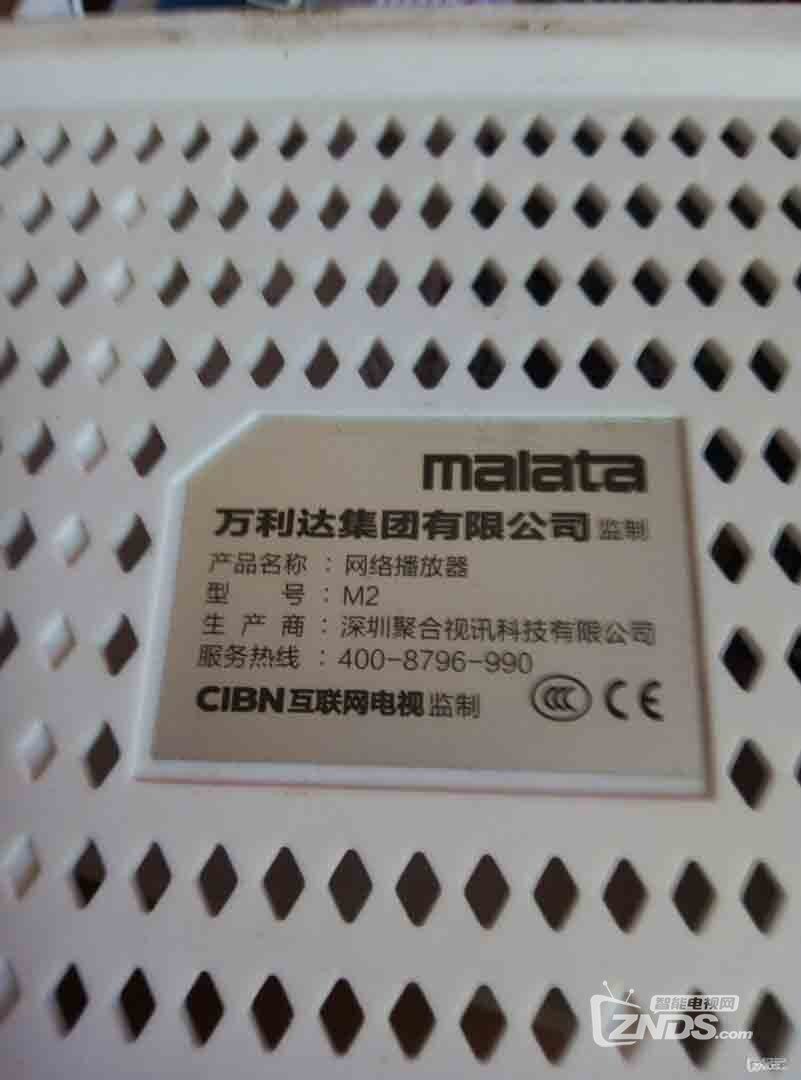 malata
万利达集团有限公司 监制
产品名称 : 网络播放器
型 号 : M2
生 产 商 : 深圳聚合视讯科技有限公司
服务热线 : 400-8796-990
CIBN互联网电视 监制 CCC CE
智能电视网
ZNDS.com